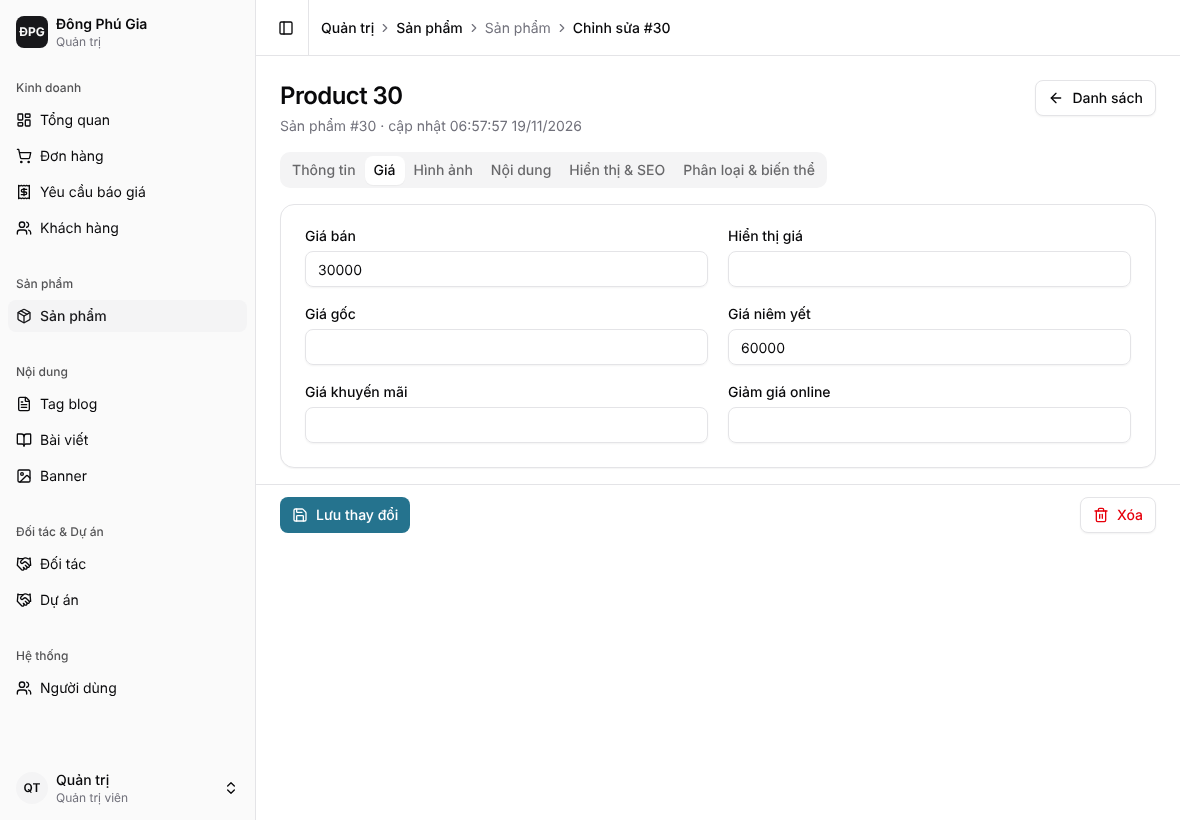 ĐPG
Đông Phú Gia
Quản trị
Kinh doanh
Tổng quan
Đơn hàng
Yêu cầu báo giá
Khách hàng
Sản phẩm
Sản phẩm
Nội dung
Tag blog
Bài viết
Banner
Đối tác & Dự án
Đối tác
Dự án
Hệ thống
Người dùng
QT
Quản trị
Quản trị viên
Quản trị > Sản phẩm > Sản phẩm > Chỉnh sửa #30
Product 30
Sản phẩm #30 · cập nhật 06:57:57 19/11/2026
Danh sách
Thông tin Giá Hình ảnh Nội dung Hiển thị & SEO Phân loại & biến thể
Giá bán
30000
Hiển thị giá
Giá gốc
Giá niêm yết
60000
Giá khuyến mãi
Giảm giá online
Lưu thay đổi
Xóa